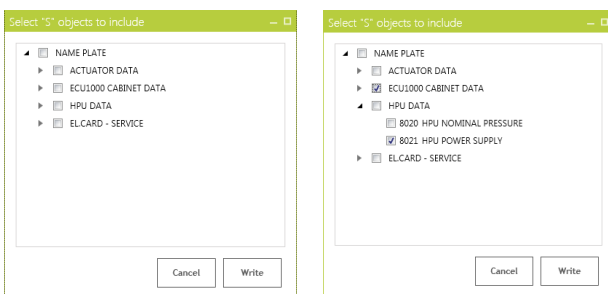 Select "S" objects to include
NAME PLATE
ACTUATOR DATA
ECU1000 CABINET DATA
HPU DATA
EL.CARD - SERVICE
Cancel Write
Select "S" objects to include
NAME PLATE
ACTUATOR DATA
ECU1000 CABINET DATA
HPU DATA
8020 HPU NOMINAL PRESSURE
8021 HPU POWER SUPPLY
EL.CARD - SERVICE
Cancel Write